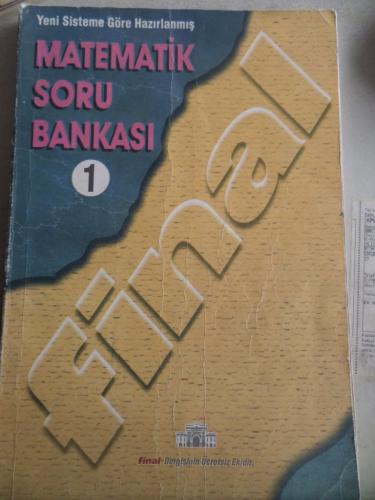 Yeni Sisteme Göre Hazırlanmış
MATEMATİK
SORU
BANKASI
1
final
final Dergisinin Ücretsiz Ekidir.